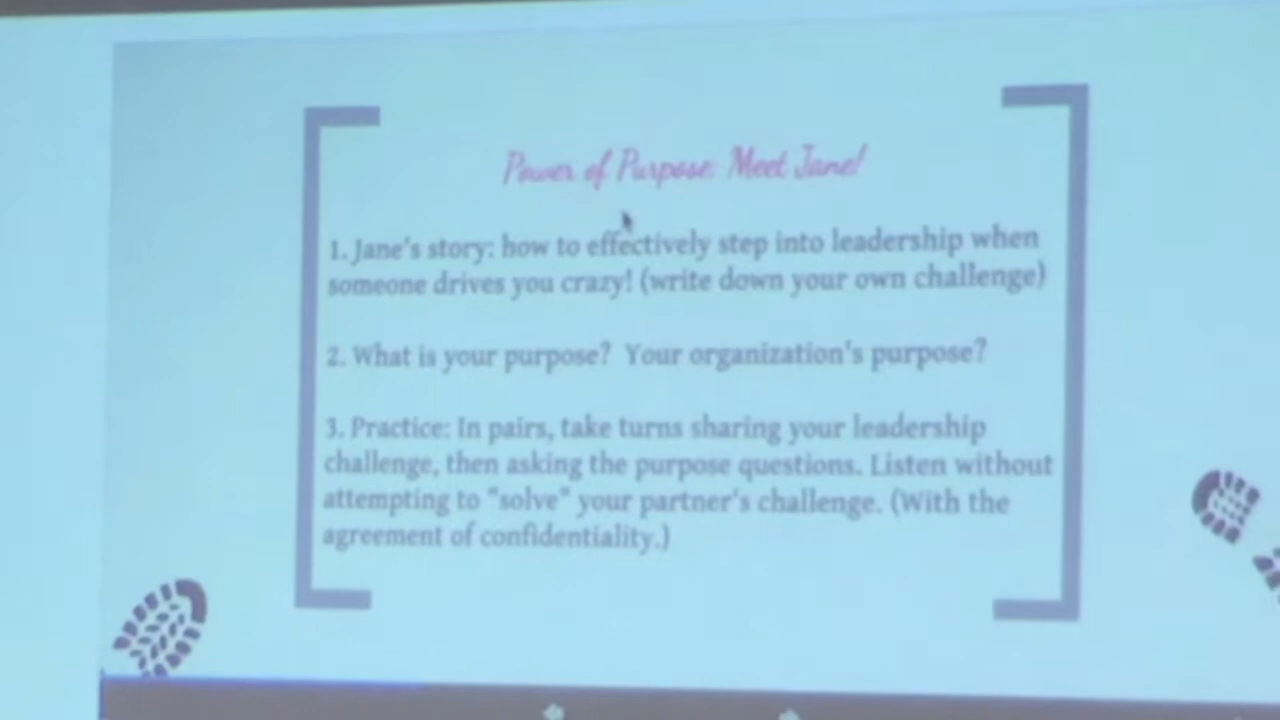 Power of Purpose: Meet Jane!
1. Jane's story: how to effectively step into leadership when
someone drives you crazy! (write down your own challenge)
2. What is your purpose? Your organization's purpose?
3. Practice: In pairs, take turns sharing your leadership
challenge, then asking the purpose questions. Listen without
attempting to "solve" your partner's challenge. (With the
agreement of confidentiality.)